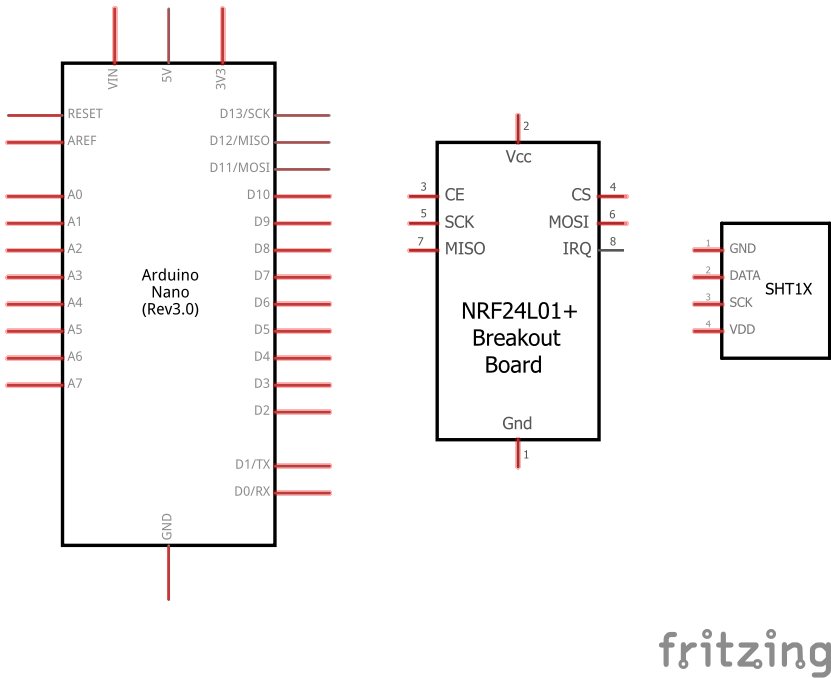 VIN
5V
3V3
RESET
D13/SCK
AREF
D12/MISO
D11/MOSI
A0
D10
A1
D9
A2
D8
A3
D7
A4
D6
A5
D5
A6
D4
A7
D3
D2
D1/TX
D0/RX
GND
Arduino
Nano
(Rev3.0)
2
Vcc
3 CE
CS 4
5 SCK
MOSI 6
7 MISO
IRQ 8
NRF24L01+
Breakout
Board
Gnd
1
1 GND
2 DATA
3 SCK
4 VDD
SHT1X
fritzing